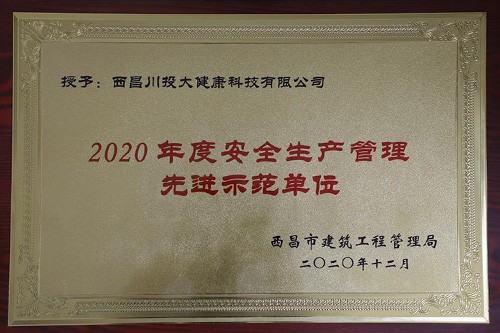 授予：西昌川投大健康科技有限公司
2020年度安全生产管理
先进示范单位
西昌市建筑工程管理局
二〇二〇年十二月